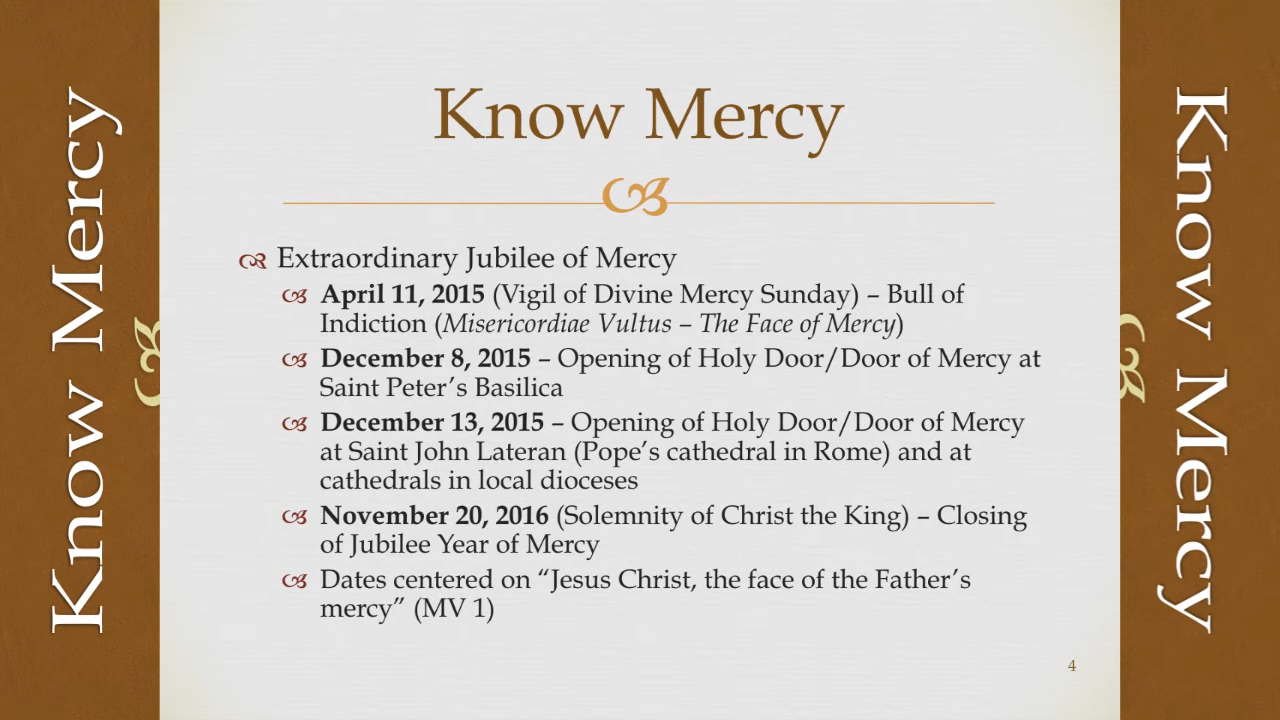 Know Mercy
Know Mercy
Extraordinary Jubilee of Mercy
April 11, 2015 (Vigil of Divine Mercy Sunday) – Bull of
Indiction (Misericordiae Vultus – The Face of Mercy)
December 8, 2015 – Opening of Holy Door/Door of Mercy at
Saint Peter’s Basilica
December 13, 2015 – Opening of Holy Door/Door of Mercy
at Saint John Lateran (Pope’s cathedral in Rome) and at
cathedrals in local dioceses
November 20, 2016 (Solemnity of Christ the King) – Closing
of Jubilee Year of Mercy
Dates centered on “Jesus Christ, the face of the Father’s
mercy” (MV 1)
4
Know Mercy